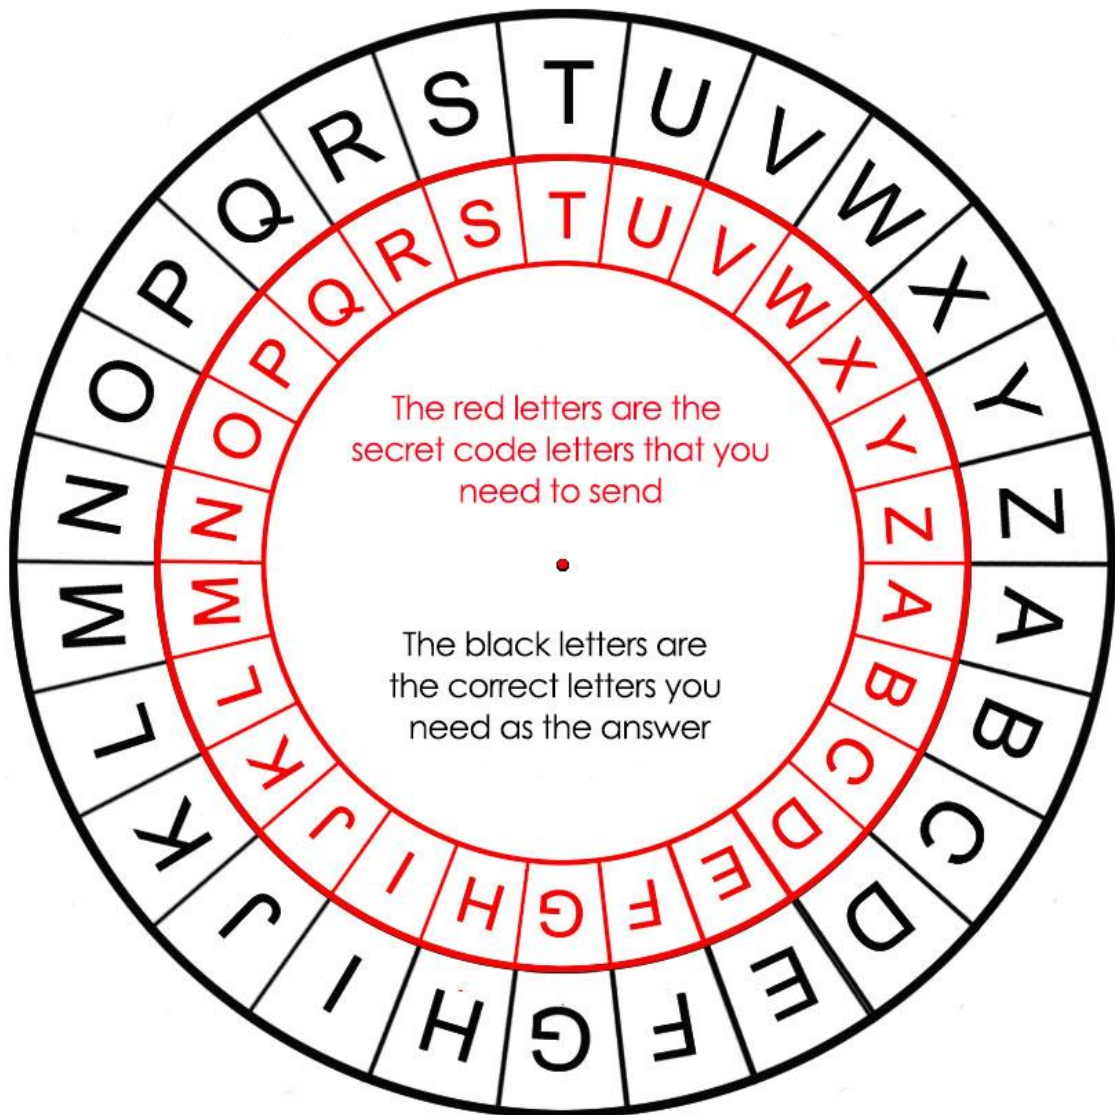 T U V W X Y Z A B C D E F G H I J K L M N O P Q R S
T U V W X Y Z A B C D E F G H I J K L M N O P Q R S
The red letters are the
secret code letters that you
need to send
The black letters are
the correct letters you
need as the answer